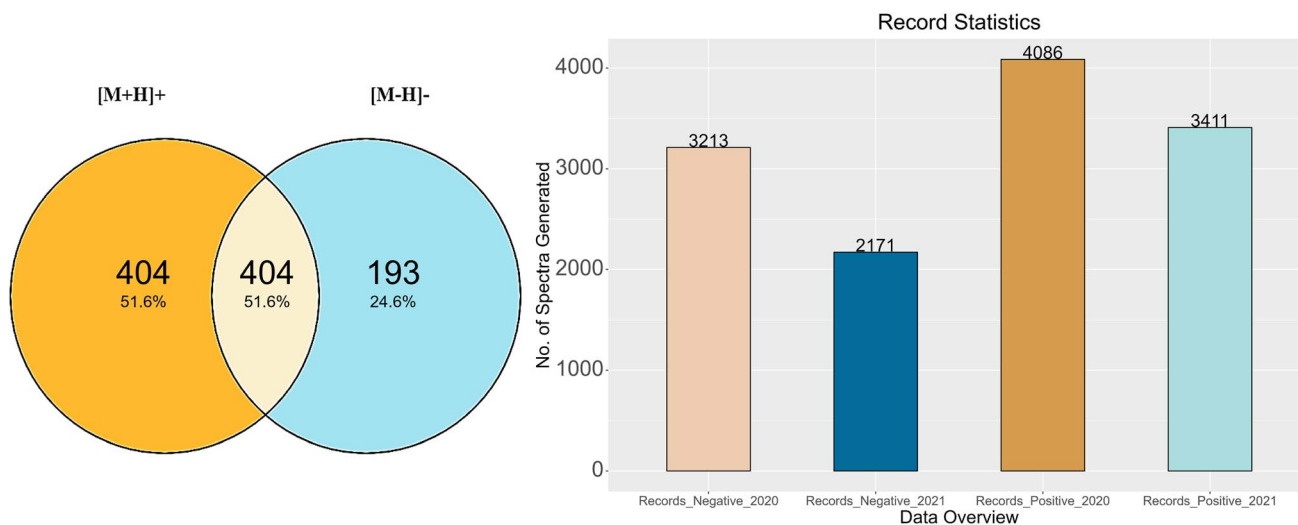 [M+H]+
[M-H]-
404
51.6%
404
51.6%
193
24.6%
Record Statistics
No. of Spectra Generated
4000
3000
2000
1000
0
3213
2171
4086
3411
Records_Negative_2020
Records_Negative_2021
Records_Positive_2020
Records_Positive_2021
Data Overview